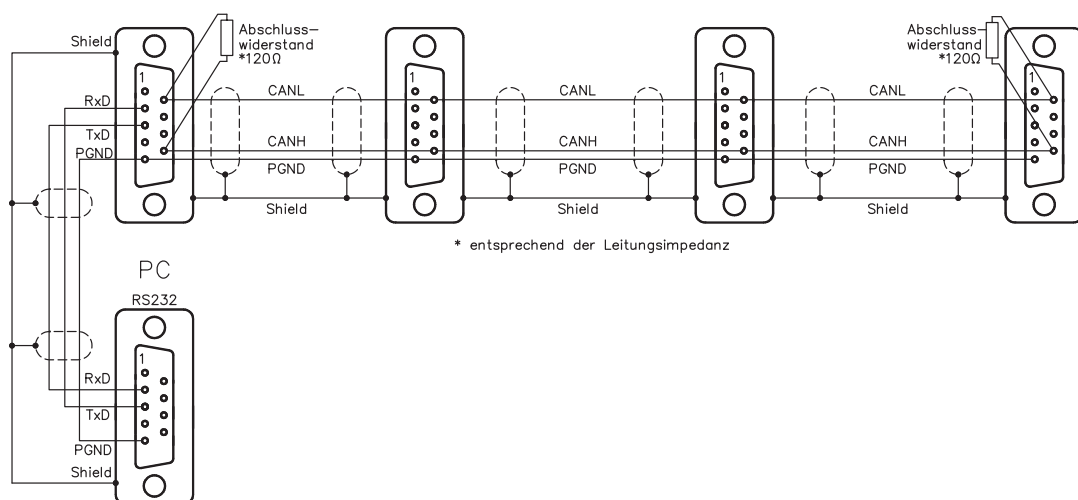 Shield
Abschluss-
widerstand
*120Ω
Abschluss-
widerstand
*120Ω
1
1
1
1
RxD
CANL
CANL
CANL
TxD
CANH
CANH
CANH
PGND
PGND
PGND
PGND
Shield
Shield
Shield
* entsprechend der Leitungsimpedanz
PC
RS232
1
RxD
TxD
PGND
Shield